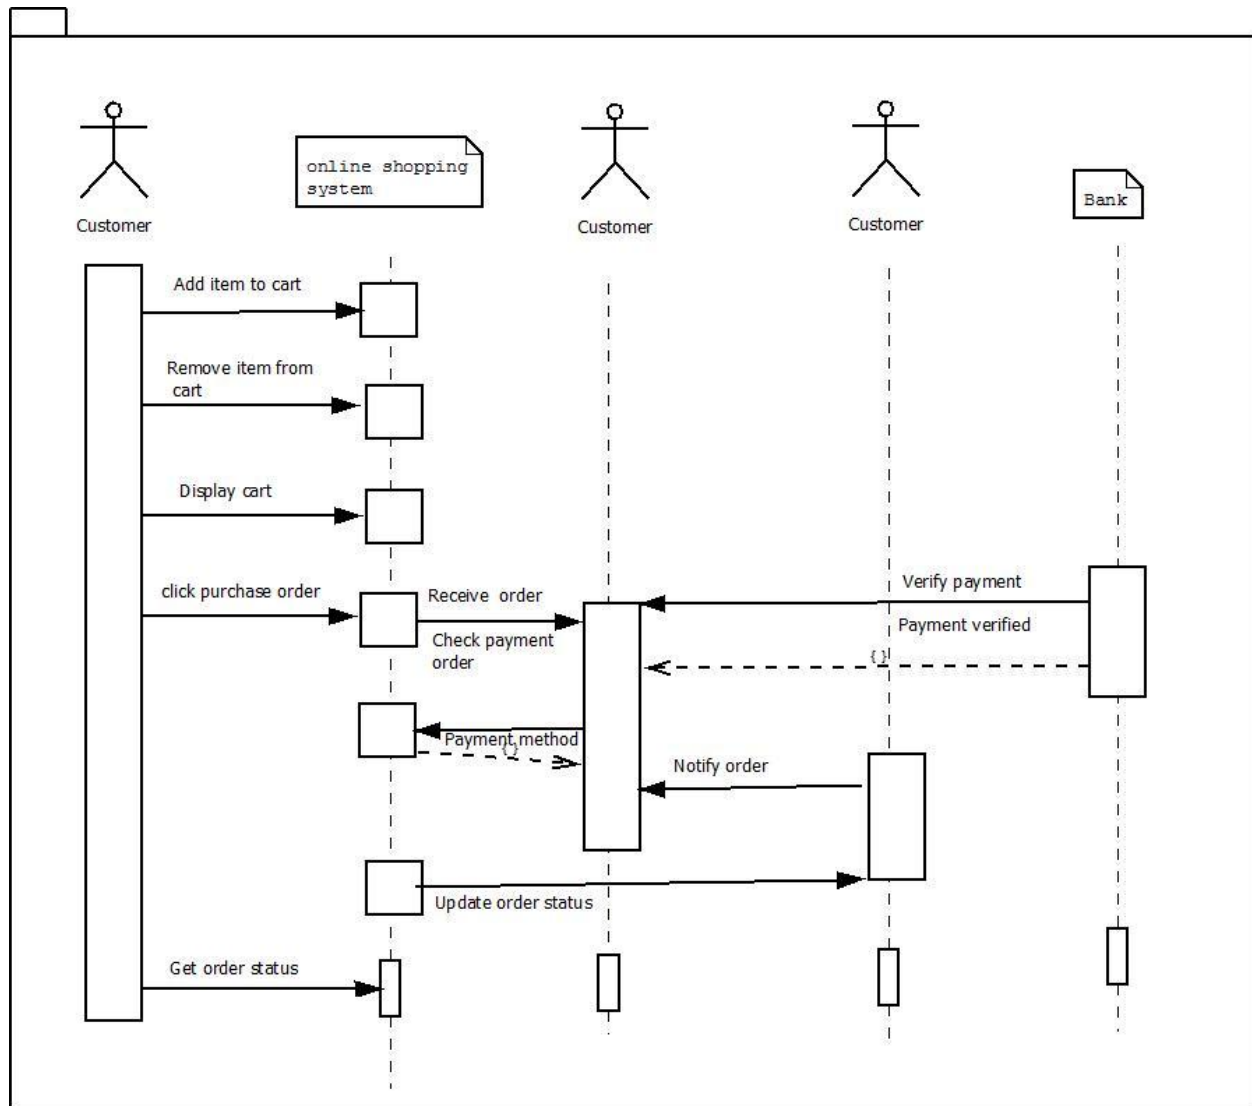 online shopping
system
Bank
Customer
Customer
Customer
Add item to cart
Remove item from
cart
Display cart
click purchase order
Receive order
Check payment
order
Verify payment
Payment verified
{}
Payment method
{}
Notify order
Update order status
Get order status